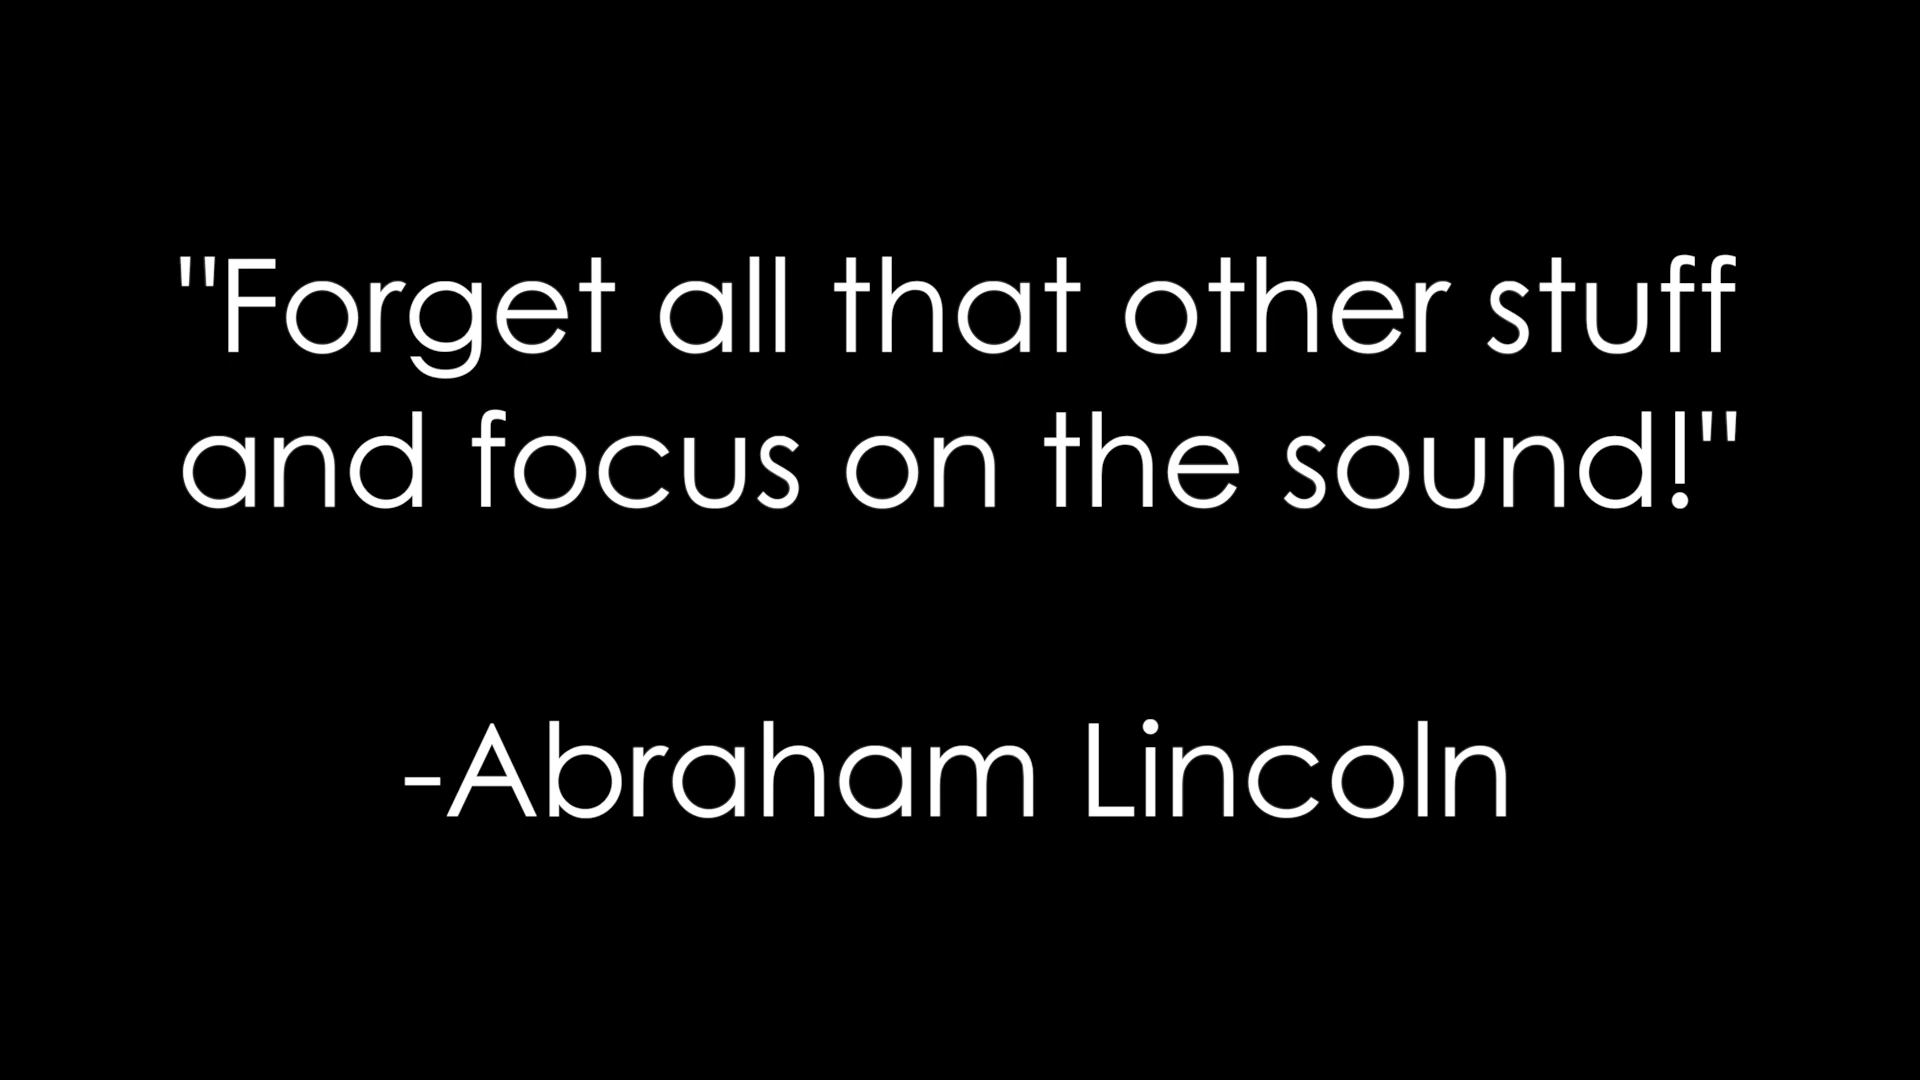 "Forget all that other stuff
and focus on the sound!"
-Abraham Lincoln